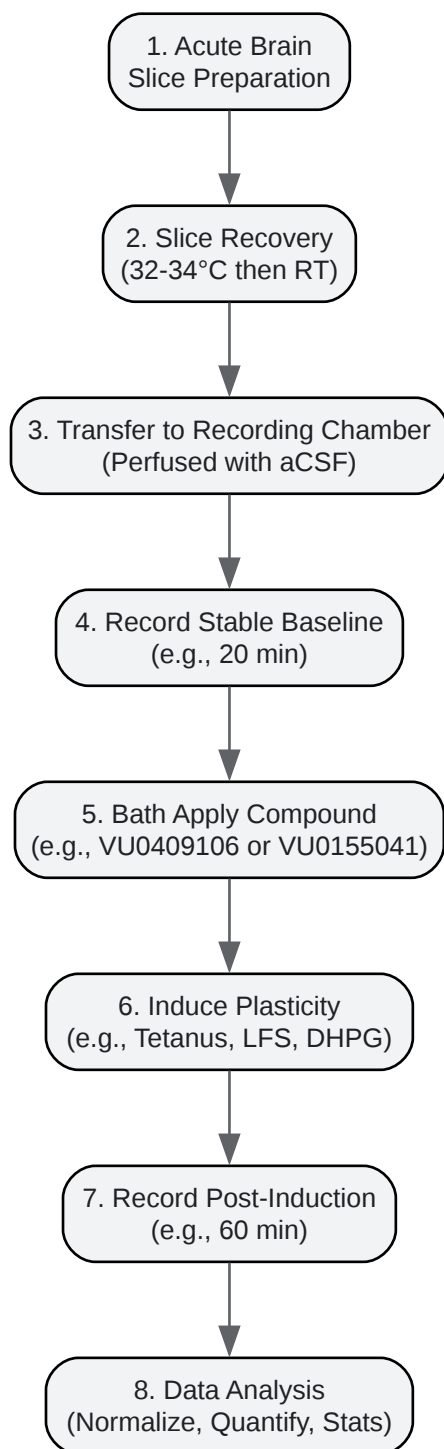 1. Acute Brain
Slice Preparation
2. Slice Recovery
(32-34°C then RT)
3. Transfer to Recording Chamber
(Perfused with aCSF)
4. Record Stable Baseline
(e.g., 20 min)
5. Bath Apply Compound
(e.g., VU0409106 or VU0155041)
6. Induce Plasticity
(e.g., Tetanus, LFS, DHPG)
7. Record Post-Induction
(e.g., 60 min)
8. Data Analysis
(Normalize, Quantify, Stats)